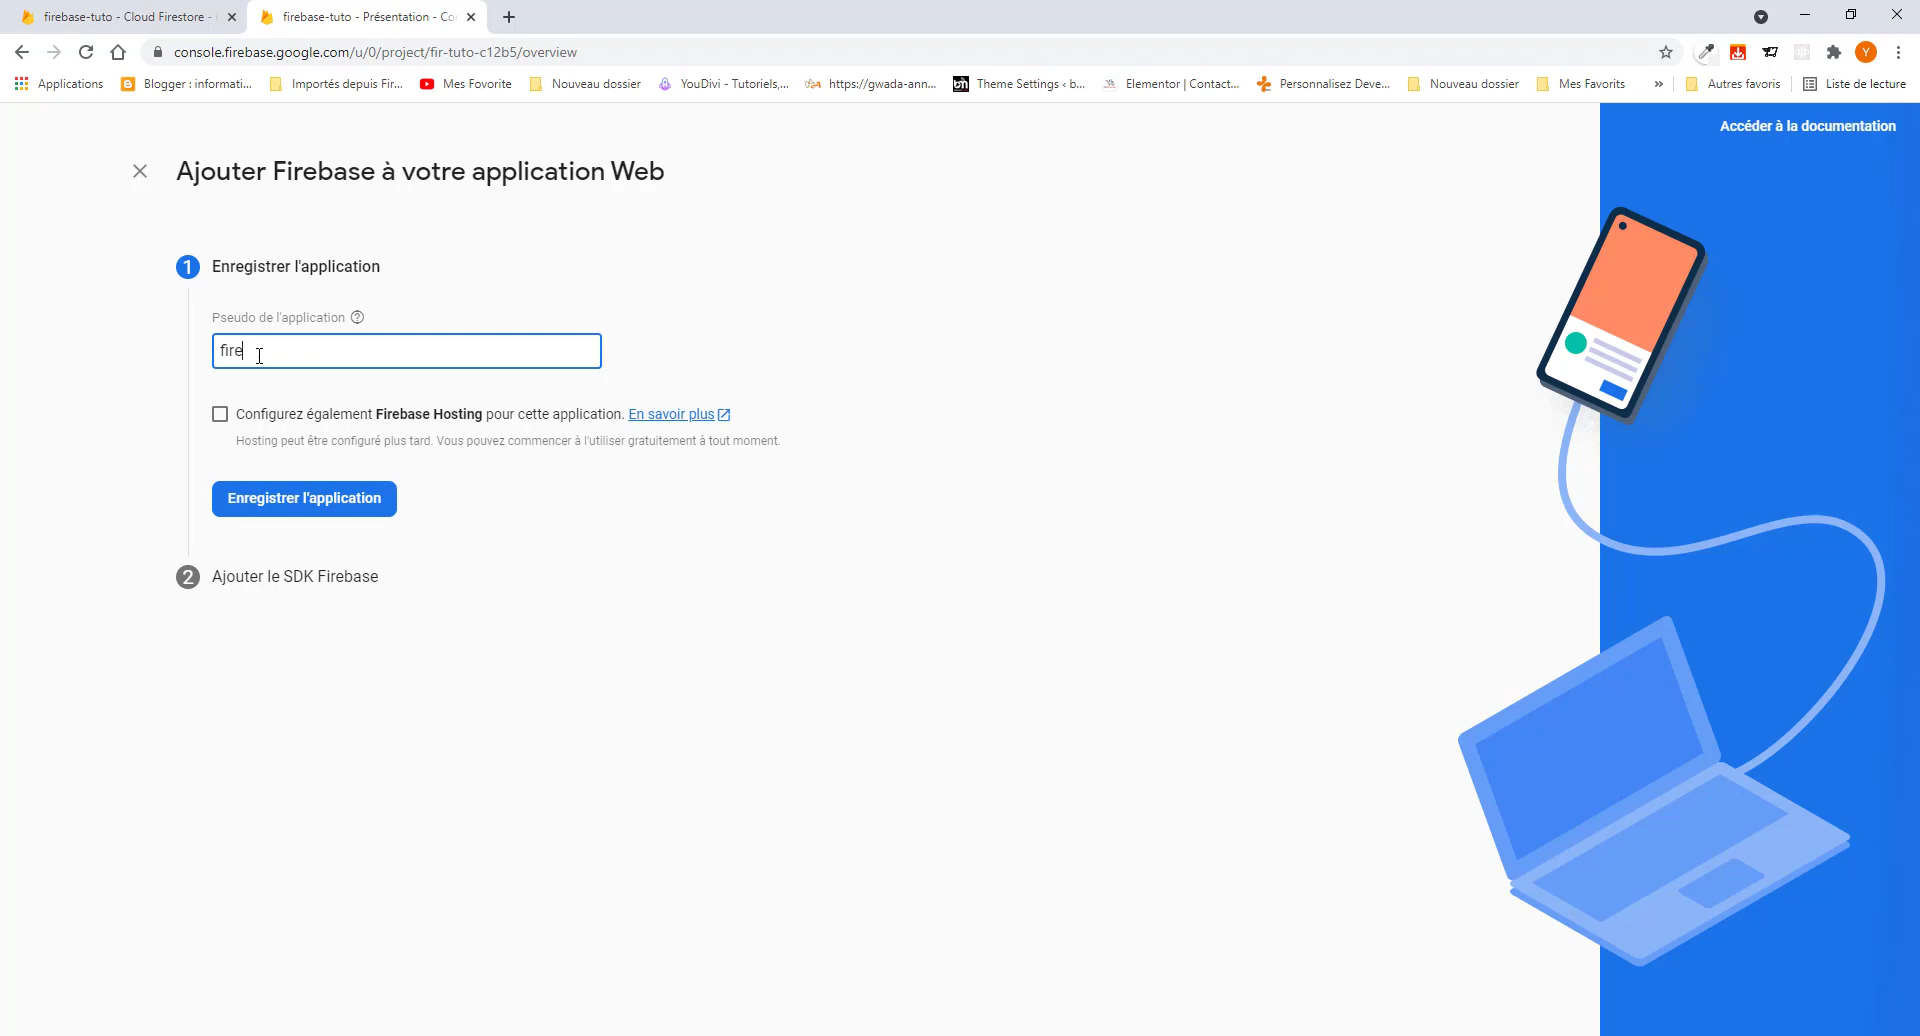 firebase-tuto - Cloud Firestore -
firebase-tuto - Présentation - Co
console.firebase.google.com/u/0/project/fir-tuto-c12b5/overview
Y
Applications
Blogger : informati...
Importés depuis Fir...
Mes Fovorite
Nouveau dossier
YouDivi - Tutoriels,...
https://gwada-ann...
Theme Settings ‹ b...
Elementor | Contact...
Personnalisez Deve...
Nouveau dossier
Mes Favorits
»
Autres favoris
Liste de lecture
Accéder à la documentation
Ajouter Firebase à votre application Web
1 Enregistrer l'application
Pseudo de l'application
fire
Configurez également Firebase Hosting pour cette application. En savoir plus
Hosting peut être configuré plus tard. Vous pouvez commencer à l'utiliser gratuitement à tout moment.
Enregistrer l'application
2 Ajouter le SDK Firebase